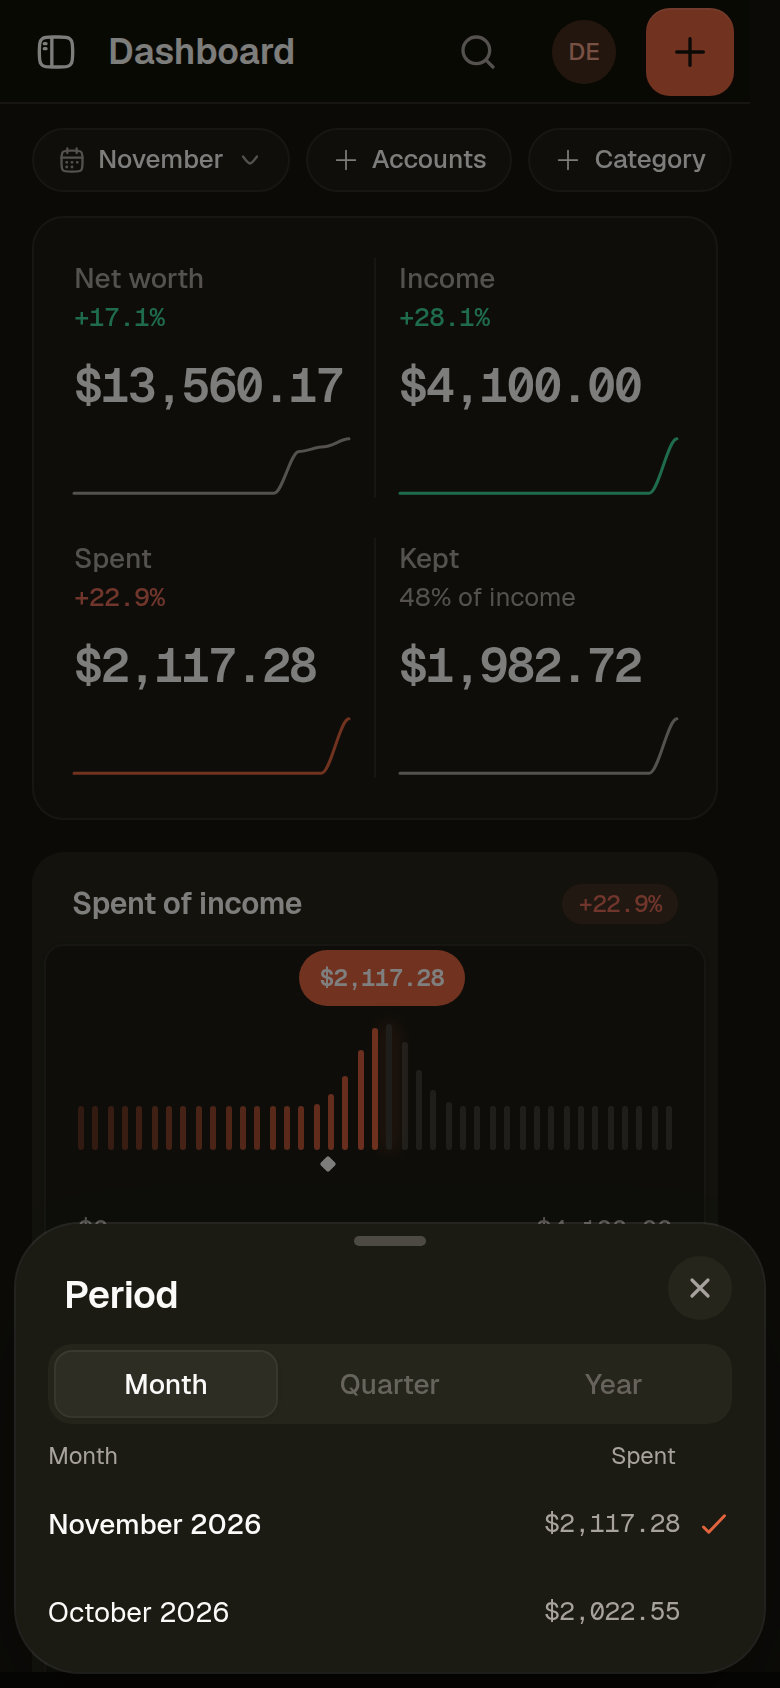 Dashboard
DE
November
Accounts
Category
Net worth
Income
+17.1%
+28.1%
$13,560.17
$4,100.00
Spent
Kept
+22.9%
48% of income
$2,117.28
$1,982.72
Spent of income
+22.9%
$2,117.28
Period
Month
Quarter
Year
Month
Spent
November 2026
$2,117.28
October 2026
$2,022.55